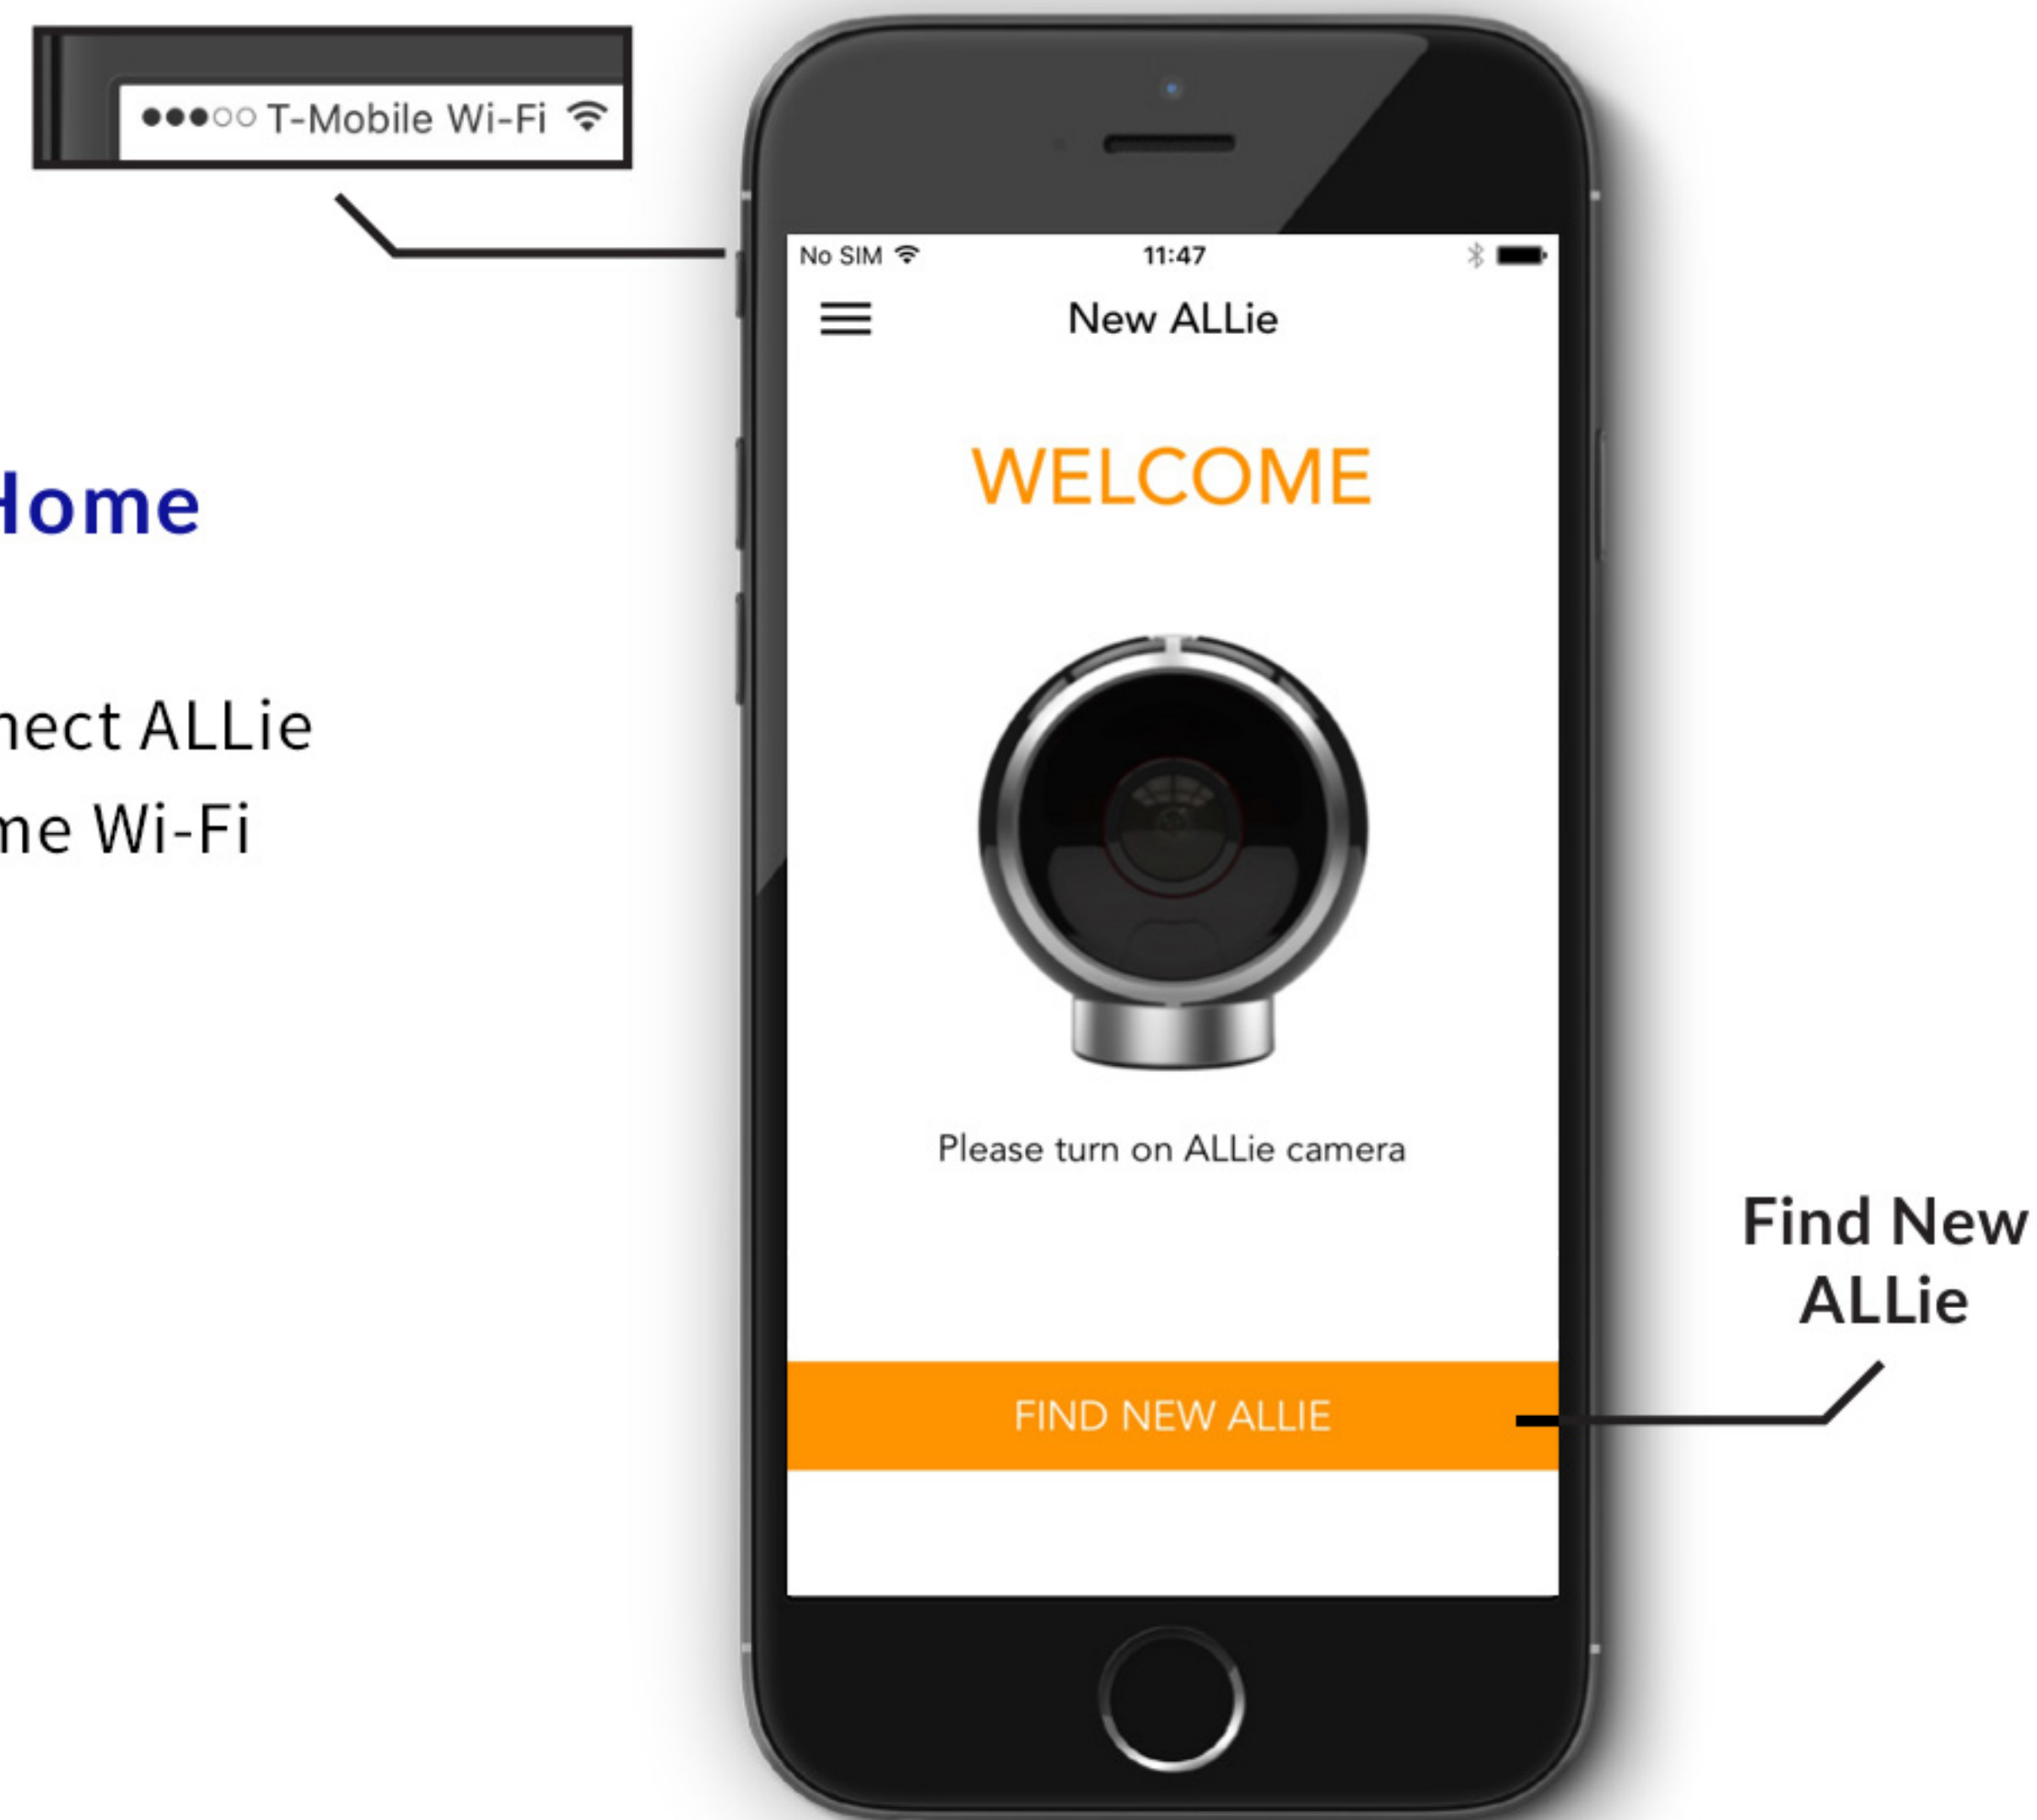 T-Mobile Wi-Fi
No SIM 11:47
New ALLie
WELCOME
Home
nect ALLie
me Wi-Fi
Please turn on ALLie camera
Find New
ALLie
FIND NEW ALLIE